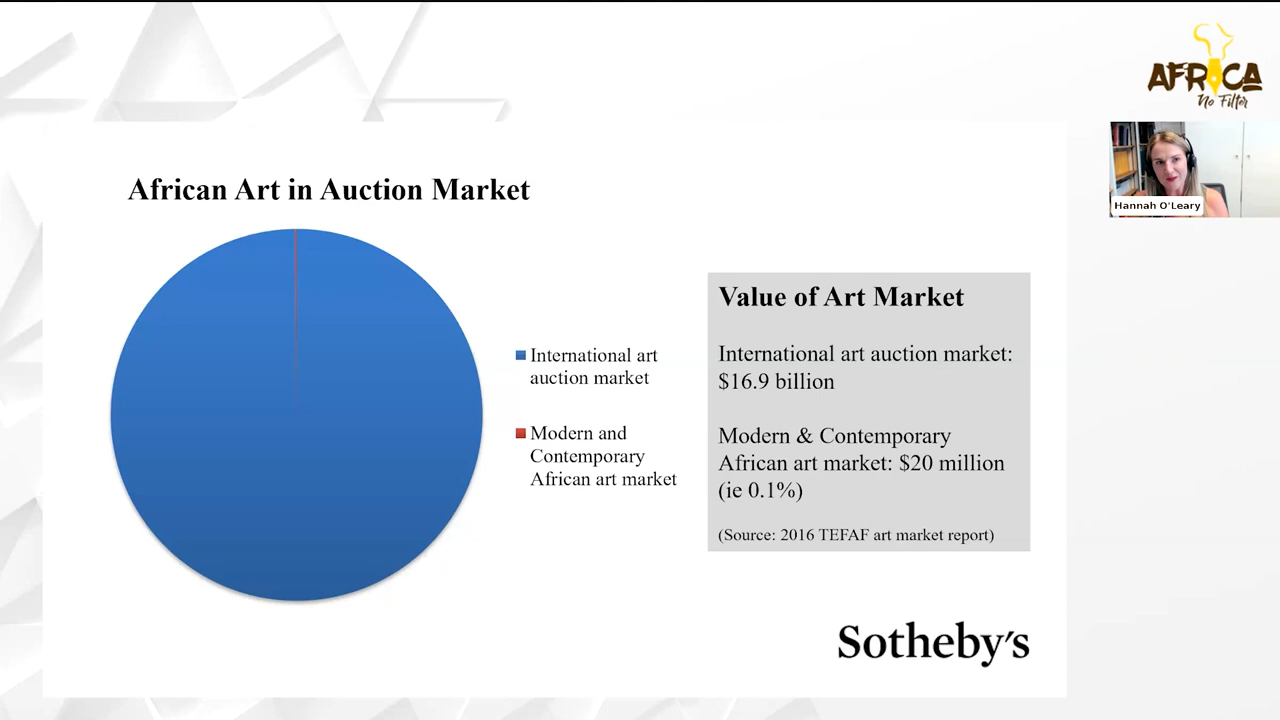 AFRICA
No Filter
Hannah O'Leary
African Art in Auction Market
International art
auction market
Modern and
Contemporary
African art market
Value of Art Market
International art auction market:
$16.9 billion
Modern & Contemporary
African art market: $20 million
(ie 0.1%)
(Source: 2016 TEFAF art market report)
Sotheby's